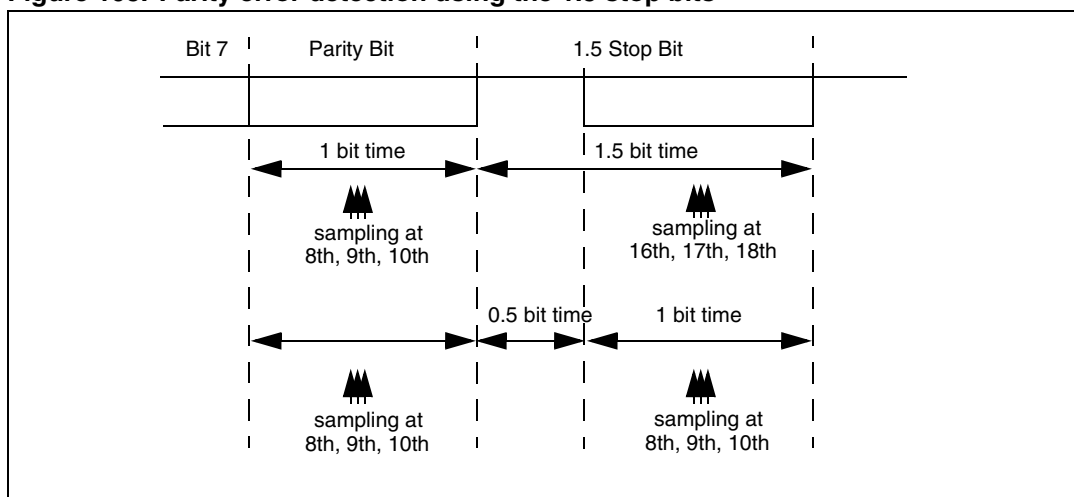 Figure Parity error detection using the 1.5 stop bits
Bit 7 Parity Bit 1.5 Stop Bit
1 bit time 1.5 bit time
sampling at
8th, 9th, 10th
sampling at
16th, 17th, 18th
0.5 bit time 1 bit time
sampling at
8th, 9th, 10th
sampling at
8th, 9th, 10th